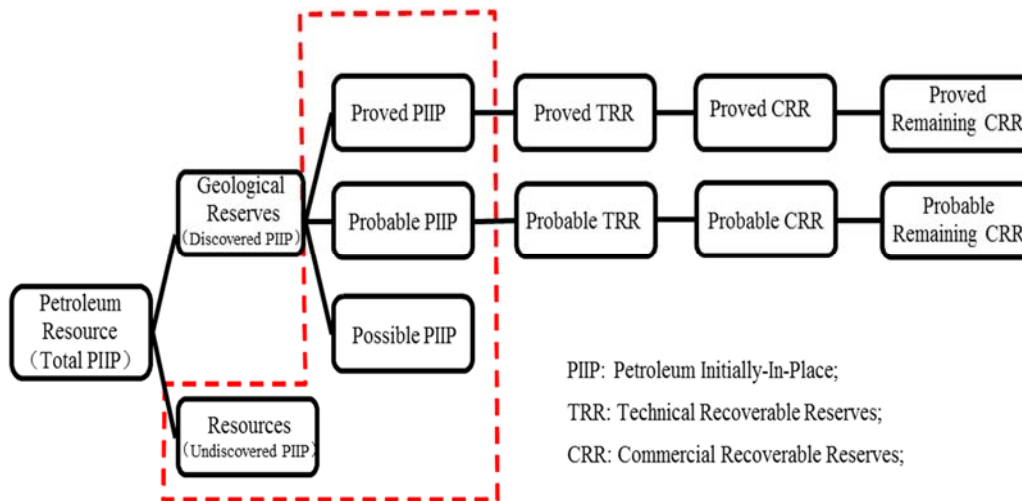 Proved PIIP
Proved TRR
Proved CRR
Proved
Remaining CRR
Geological
Reserves
(Discovered PIIP)
Probable PIIP
Probable TRR
Probable CRR
Probable
Remaining CRR
Petroleum
Resource
(Total PIIP)
Possible PIIP
Resources
(Undiscovered PIIP)
PIIP: Petroleum Initially-In-Place;
TRR: Technical Recoverable Reserves;
CRR: Commercial Recoverable Reserves;